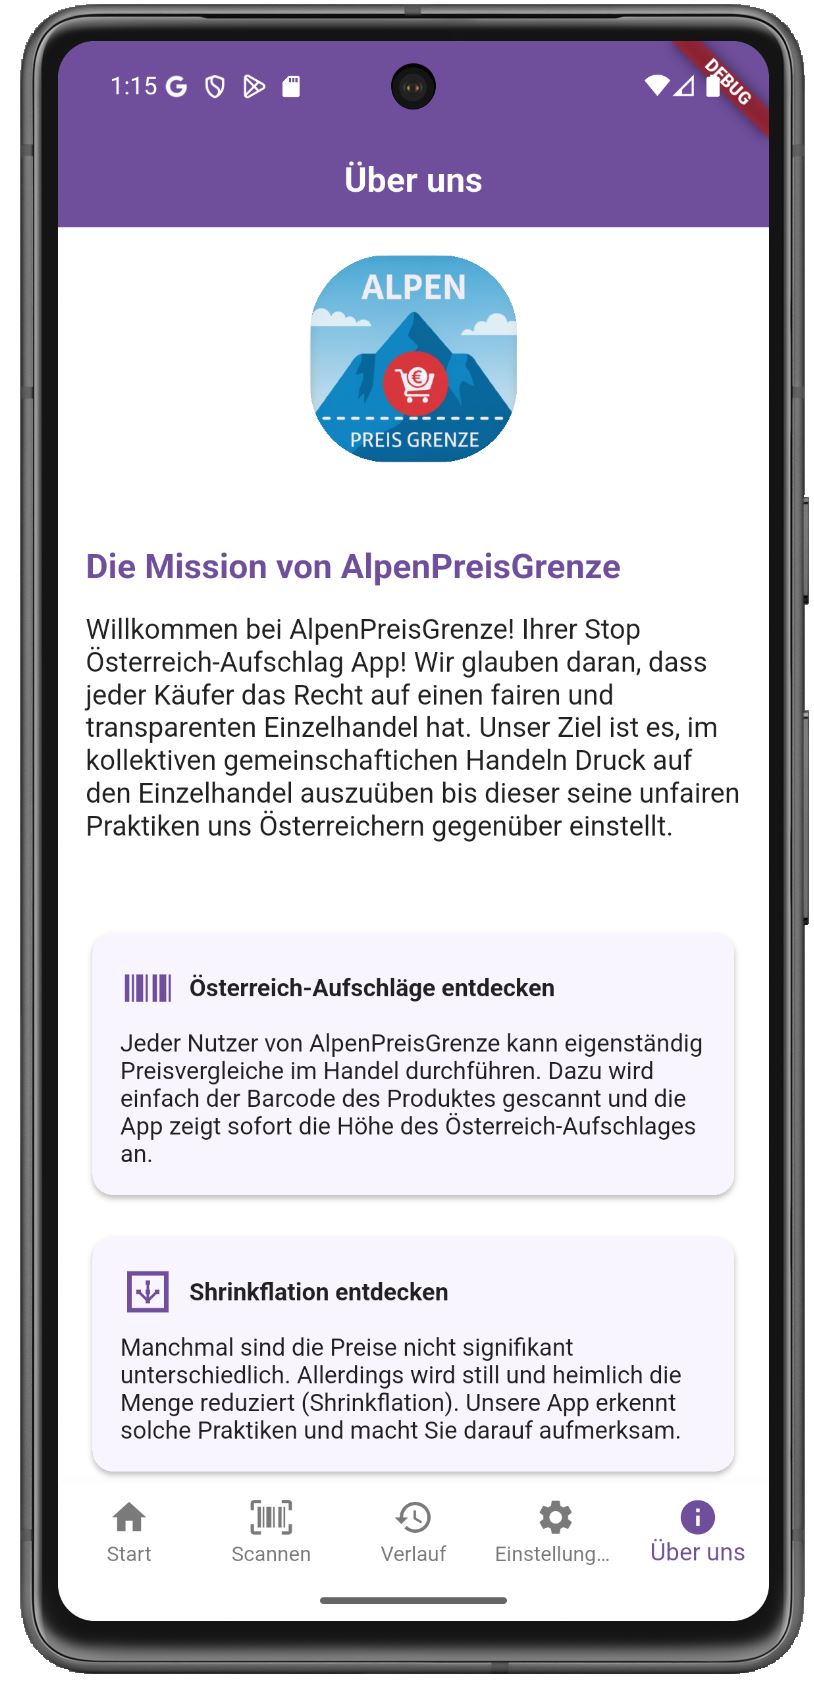 1:15
DEBUG
Über uns
ALPEN
PREIS GRENZE
Die Mission von AlpenPreisGrenze
Willkommen bei AlpenPreisGrenze! Ihrer Stop
Österreich-Aufschlag App! Wir glauben daran, dass
jeder Käufer das Recht auf einen fairen und
transparenten Einzelhandel hat. Unser Ziel ist es, im
kollektiven gemeinschaftichen Handeln Druck auf
den Einzelhandel auszuüben bis dieser seine unfairen
Praktiken uns Österreichern gegenüber einstellt.
Österreich-Aufschläge entdecken
Jeder Nutzer von AlpenPreisGrenze kann eigenständig
Preisvergleiche im Handel durchführen. Dazu wird
einfach der Barcode des Produktes gescannt und die
App zeigt sofort die Höhe des Österreich-Aufschlages
an.
Shrinkflation entdecken
Manchmal sind die Preise nicht signifikant
unterschiedlich. Allerdings wird still und heimlich die
Menge reduziert (Shrinkflation). Unsere App erkennt
solche Praktiken und macht Sie darauf aufmerksam.
Start
Scannen
Verlauf
Einstellung...
Über uns